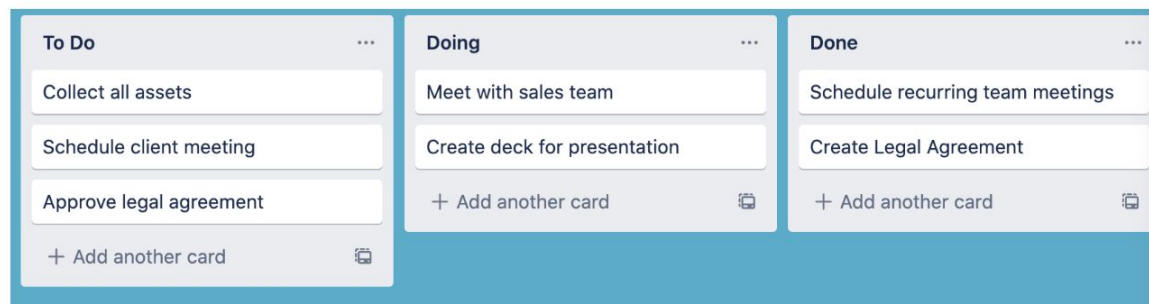 To Do
Collect all assets
Schedule client meeting
Approve legal agreement
+ Add another card
Doing
Meet with sales team
Create deck for presentation
+ Add another card
Done
Schedule recurring team meetings
Create Legal Agreement
+ Add another card